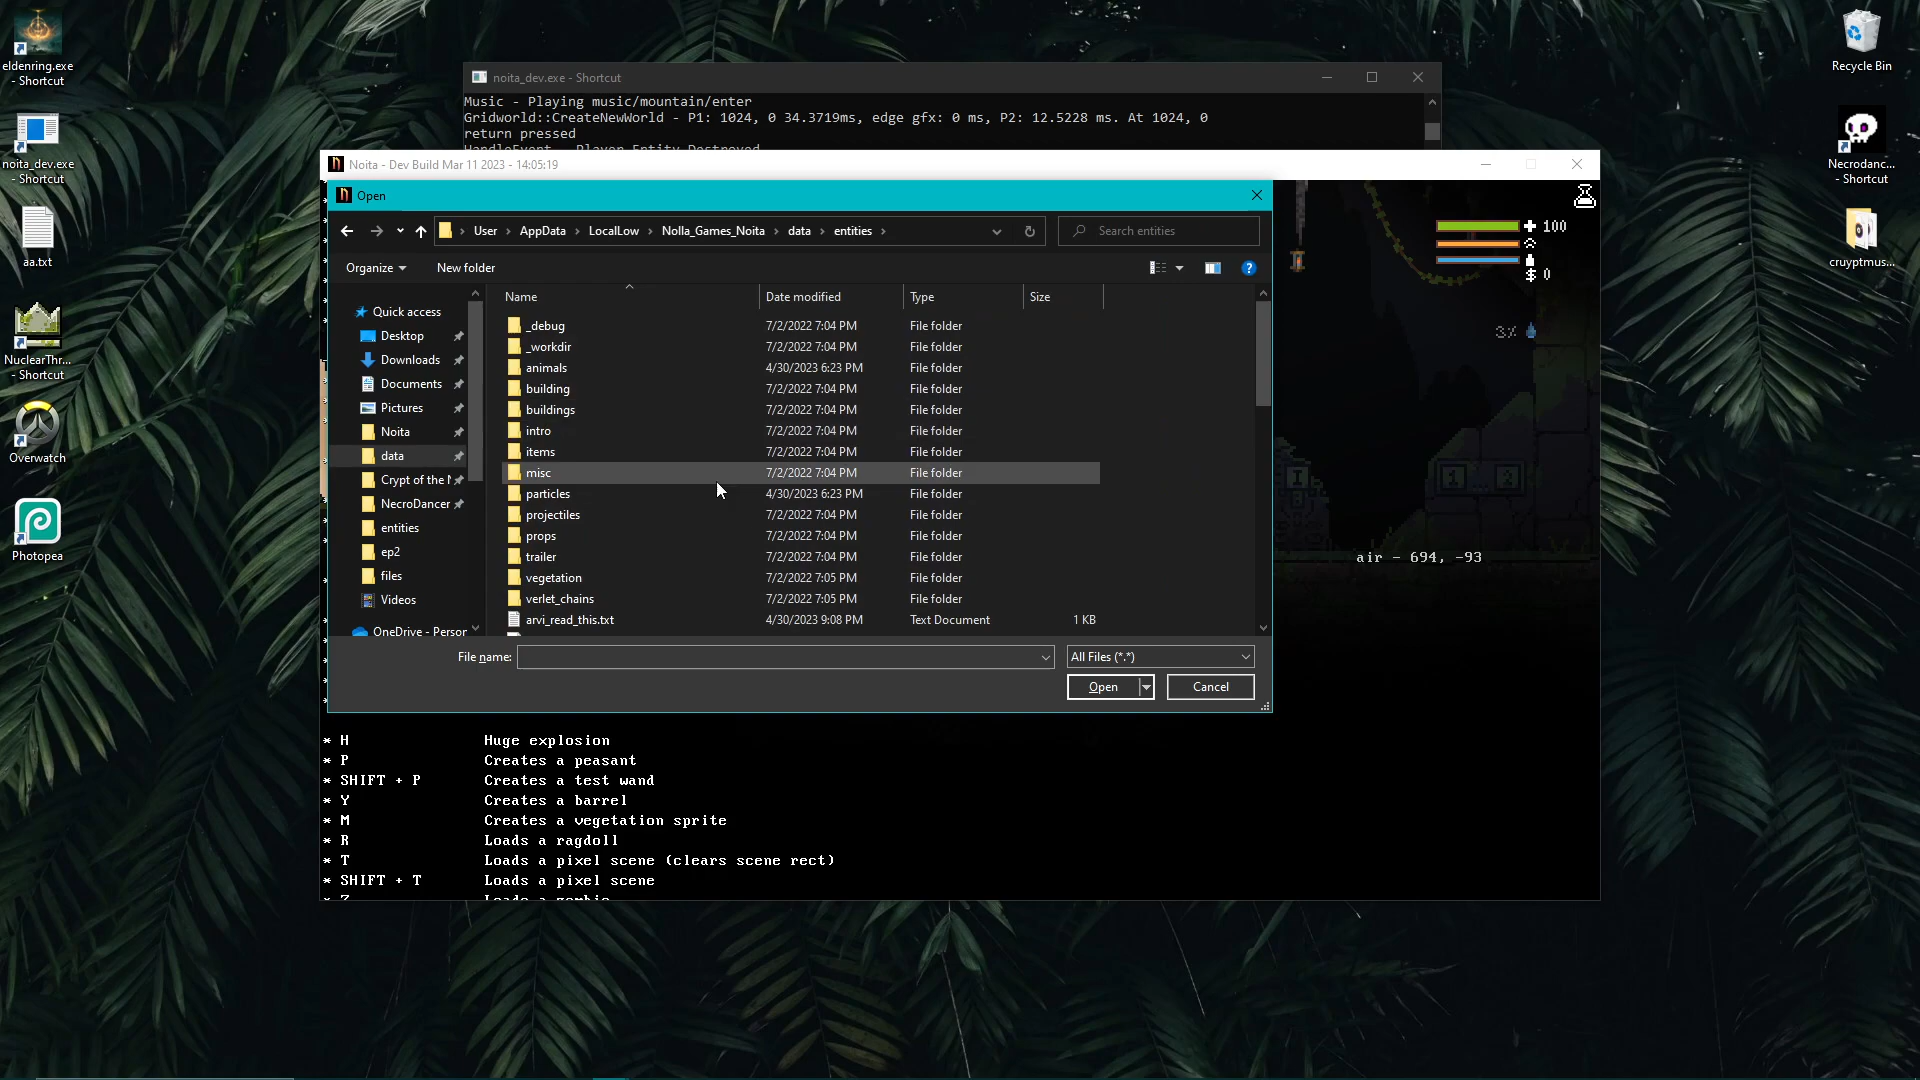 eldenring.exe
- Shortcut
noita_dev.exe
- Shortcut
aa.txt
NuclearThr...
- Shortcut
Overwatch
Photopea
Recycle Bin
Necrodanc...
- Shortcut
cruyptmus...
noita_dev.exe - Shortcut
Music - Playing music/mountain/enter
Gridworld::CreateNewWorld - P1: 1024, 0 34.3719ms, edge gfx: 0 ms, P2: 12.5228 ms. At 1024, 0
return pressed
HandleEvent - Player Entity Destroyed
Noita - Dev Build Mar 11 2023 - 14:05:19
Open
User
AppData
LocalLow
Nolla_Games_Noita
data
entities
Search entities
Organize
New folder
Quick access
Desktop
Downloads
Documents
Pictures
Noita
data
Crypt of the
NecroDancer
entities
ep2
files
Videos
OneDrive - Person
Name Date modified Type Size
_debug 7/2/2022 7:04 PM File folder
_workdir 7/2/2022 7:04 PM File folder
animals 4/30/2023 6:23 PM File folder
building 7/2/2022 7:04 PM File folder
buildings 7/2/2022 7:04 PM File folder
intro 7/2/2022 7:04 PM File folder
items 7/2/2022 7:04 PM File folder
misc 7/2/2022 7:04 PM File folder
particles 4/30/2023 6:23 PM File folder
projectiles 7/2/2022 7:04 PM File folder
props 7/2/2022 7:04 PM File folder
trailer 7/2/2022 7:04 PM File folder
vegetation 7/2/2022 7:05 PM File folder
verlet_chains 7/2/2022 7:05 PM File folder
arvi_read_this.txt 4/30/2023 9:08 PM Text Document 1 KB
File name:
All Files (*.*)
Open
Cancel
100
$ 0
3%
air - 694, -93
* H Huge explosion
* P Creates a peasant
* SHIFT + P Creates a test wand
* Y Creates a barrel
* M Creates a vegetation sprite
* R Loads a ragdoll
* T Loads a pixel scene (clears scene rect)
* SHIFT + T Loads a pixel scene
* Z Loads a zombie